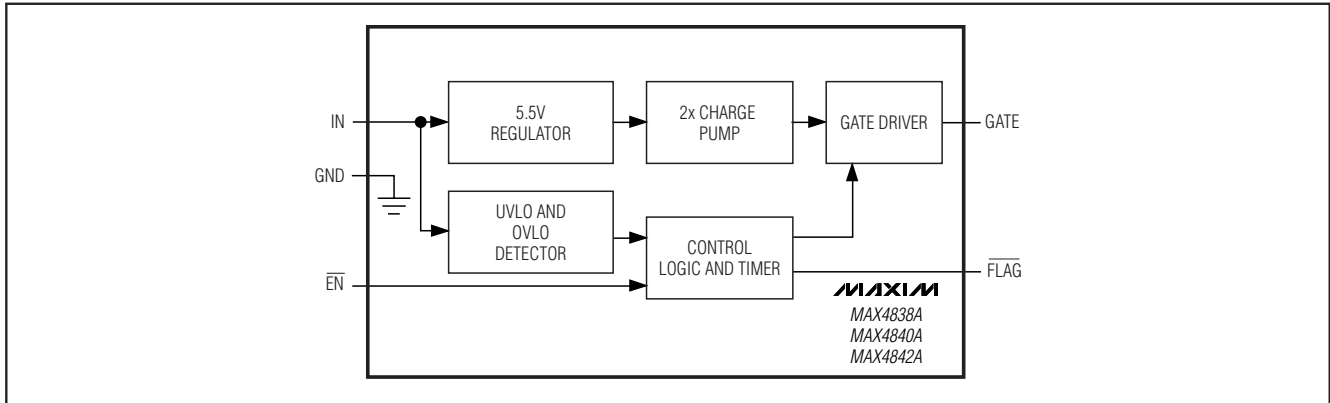 IN
5.5V
REGULATOR
2x CHARGE
PUMP
GATE DRIVER
GATE
GND
UVLO AND
OVLO
DETECTOR
CONTROL
LOGIC AND TIMER
EN
FLAG
MAXIM
MAX4838A
MAX4840A
MAX4842A